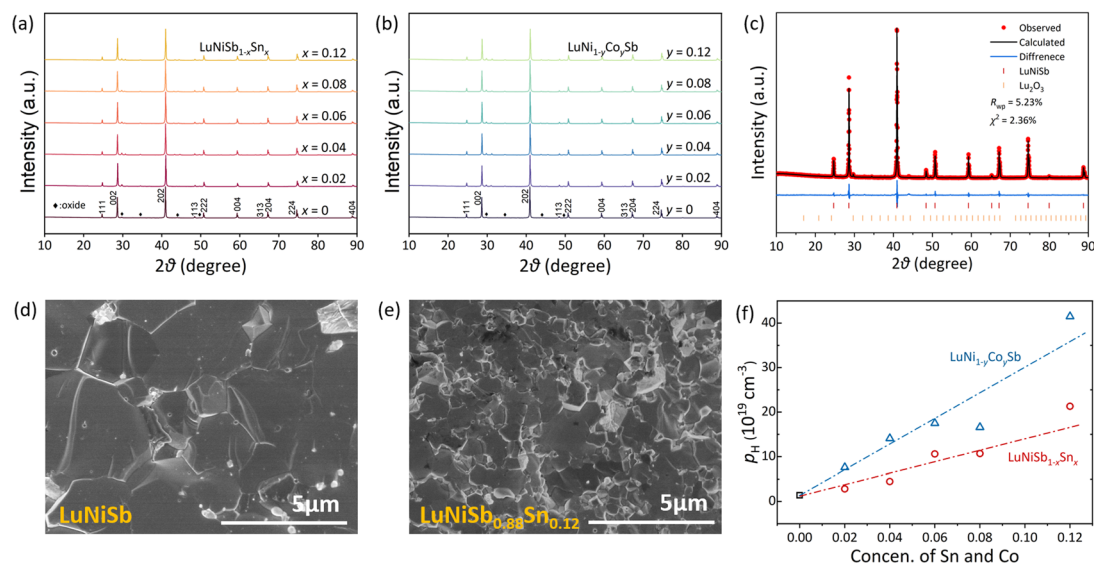 (a)
LuNiSb1-xSnx
x = 0.12
x = 0.08
x = 0.06
x = 0.04
x = 0.02
x = 0
♦:oxide
111
002
202
113
222
004
313
204
224
404
Intensity (a.u.)
10 20 30 40 50 60 70 80 90
2ϑ (degree)
(b)
LuNi1-yCoySb
y = 0.12
y = 0.08
y = 0.06
y = 0.04
y = 0.02
y = 0
111
002
202
113
222
004
313
204
224
404
Intensity (a.u.)
10 20 30 40 50 60 70 80 90
2ϑ (degree)
(c)
Observed
Calculated
Diffrenece
LuNiSb
Lu2O3
Rwp = 5.23%
χ2 = 2.36%
Intensity (a.u.)
10 20 30 40 50 60 70 80 90
2ϑ (degree)
(d)
LuNiSb
5μm
(e)
LuNiSb0.88Sn0.12
5μm
(f)
LuNi1-yCoySb
LuNiSb1-xSnx
pH (10^19 cm-3)
40
30
20
10
0
0.00 0.02 0.04 0.06 0.08 0.10 0.12
Concen. of Sn and Co